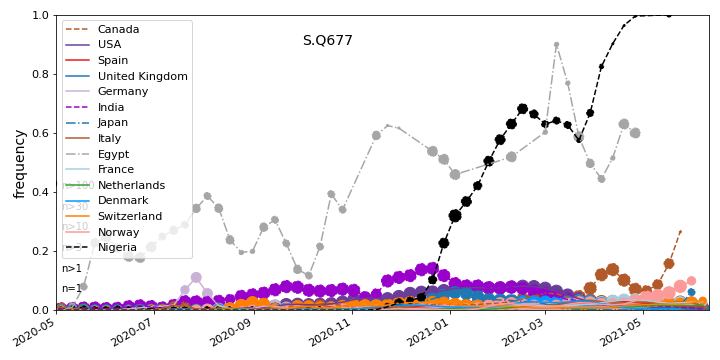 S.Q677
frequency
1.0
0.8
0.6
0.4
0.2
0.0
Canada
USA
Spain
United Kingdom
Germany
India
Japan
Italy
Egypt
France
Netherlands
Switzerland
Norway
Nigeria
n>100
n>30
n>10
n>3
n>1
n=1
2020-05
2020-07
2020-09
2020-11
2021-01
2021-03
2021-05